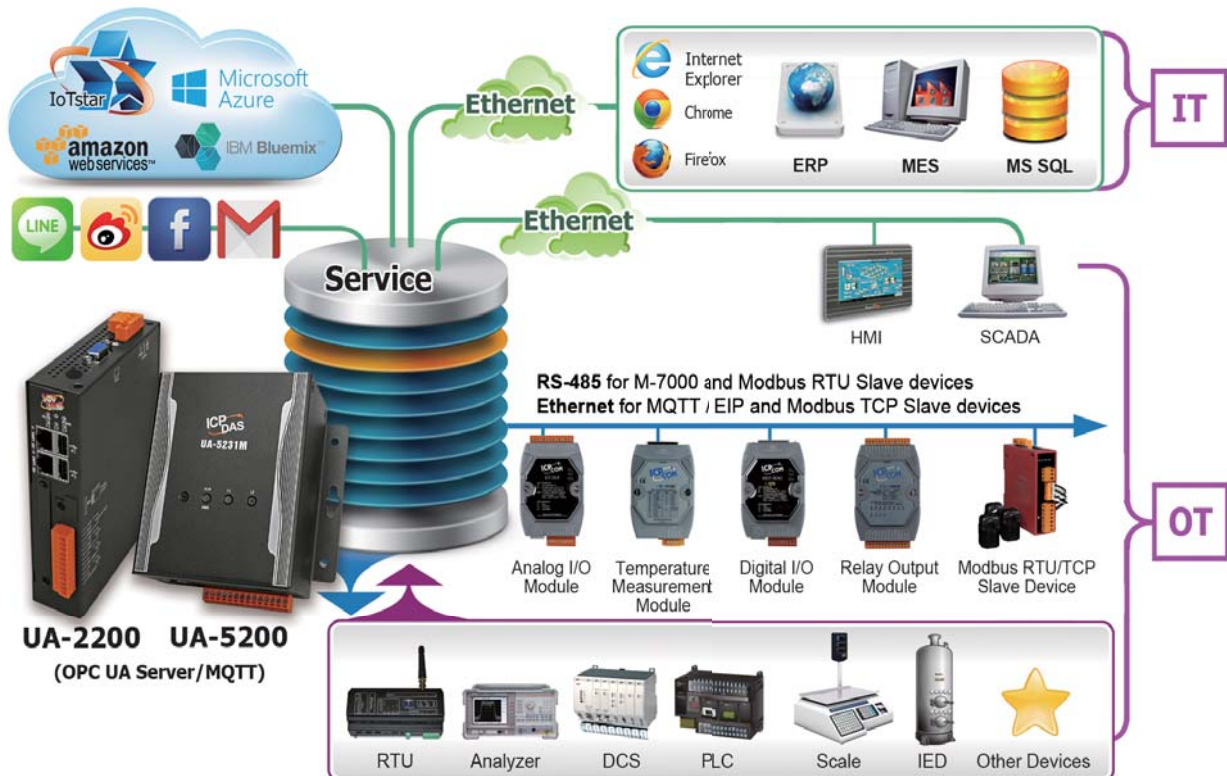 IoTstar
Microsoft
Azure
amazon
webservices™
IBM Bluemix™
LINE
Ethernet
Internet
Explorer
Chrome
Firefox
ERP
MES
MS SQL
IT
Ethernet
Service
HMI
SCADA
RS-485 for M-7000 and Modbus RTU Slave devices
Ethernet for MQTT / EIP and Modbus TCP Slave devices
ICP DAS
UA-5231M
Analog I/O
Module
Temperature
Measurement
Module
Digital I/O
Module
Relay Output
Module
Modbus RTU/TCP
Slave Device
OT
UA-2200
UA-5200
(OPC UA Server/MQTT)
RTU
Analyzer
DCS
PLC
Scale
IED
Other Devices